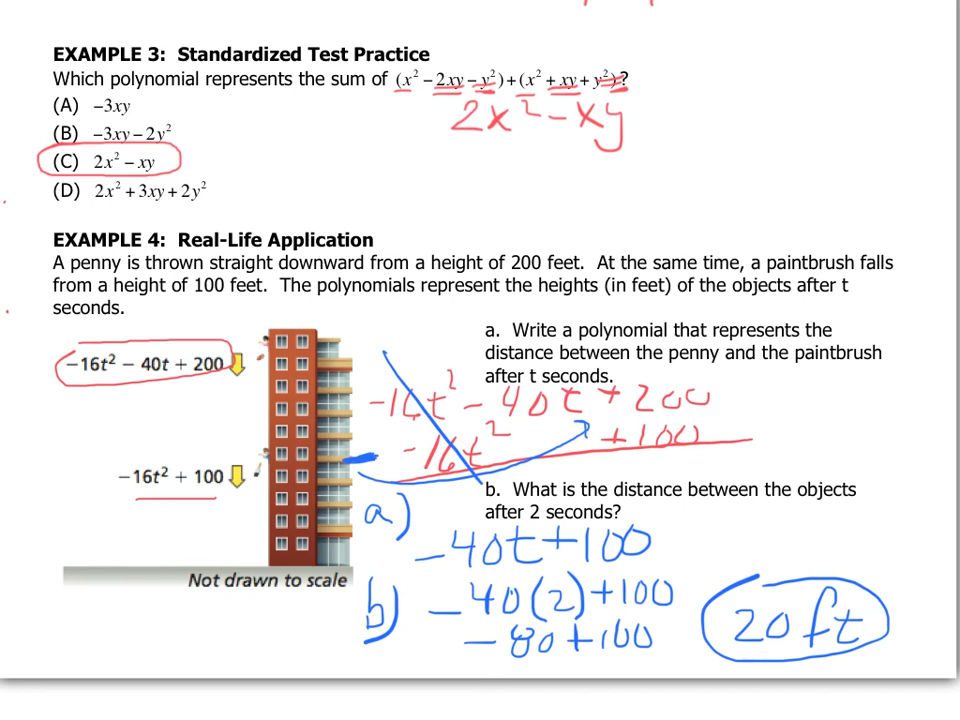 EXAMPLE 3: Standardized Test Practice
Which polynomial represents the sum of (x² – 2xy – y²)+(x² + xy + y²)?
2x² – xy
(A) –3xy
(B) –3xy – 2y²
(C) 2x² – xy
(D) 2x² + 3xy + 2y²
EXAMPLE 4: Real-Life Application
A penny is thrown straight downward from a height of 200 feet. At the same time, a paintbrush falls
from a height of 100 feet. The polynomials represent the heights (in feet) of the objects after t
seconds.
–16t² – 40t + 200
–16t² + 100
Not drawn to scale
a. Write a polynomial that represents the
distance between the penny and the paintbrush
after t seconds.
-16t² - 40t + 200
-16t² +100
b. What is the distance between the objects
after 2 seconds?
a)
-40t+100
b) -40(2)+100
-80+100
20 ft